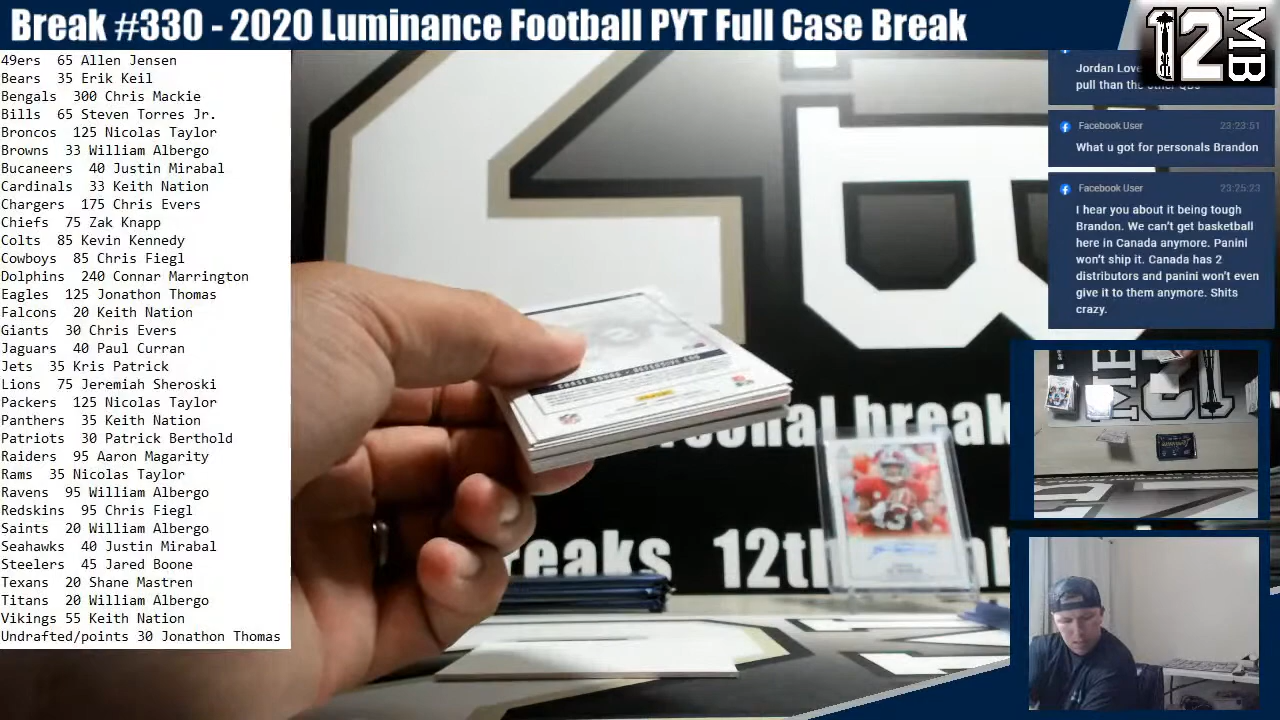 Break #330 - 2020 Luminance Football PYT Full Case Break
12
MB
49ers 65 Allen Jensen
Bears 35 Erik Keil
Bengals 300 Chris Mackie
Bills 65 Steven Torres Jr.
Broncos 125 Nicolas Taylor
Browns 33 William Albergo
Bucaneers 40 Justin Mirabal
Cardinals 33 Keith Nation
Chargers 175 Chris Evers
Chiefs 75 Zak Knapp
Colts 85 Kevin Kennedy
Cowboys 85 Chris Fiegl
Dolphins 240 Connar Marrington
Eagles 125 Jonathon Thomas
Falcons 20 Keith Nation
Giants 30 Chris Evers
Jaguars 40 Paul Curran
Jets 35 Kris Patrick
Lions 75 Jeremiah Sheroski
Packers 125 Nicolas Taylor
Panthers 35 Keith Nation
Patriots 30 Patrick Berthold
Raiders 95 Aaron Magarity
Rams 35 Nicolas Taylor
Ravens 95 William Albergo
Redskins 95 Chris Fiegl
Saints 20 William Albergo
Seahawks 40 Justin Mirabal
Steelers 45 Jared Boone
Texans 20 Shane Mastren
Titans 20 William Albergo
Vikings 55 Keith Nation
Undrafted/points 30 Jonathon Thomas
Jordan Love
pull than the other QBs
Facebook User 23:23:51
What u got for personals Brandon
Facebook User 23:25:23
I hear you about it being tough
Brandon. We can't get basketball
here in Canada anymore. Panini
won't ship it. Canada has 2
distributors and panini won't even
give it to them anymore. Shits
crazy.
CHASE YOUNG • DEFENSIVE END
breaks
reaks 12th
13